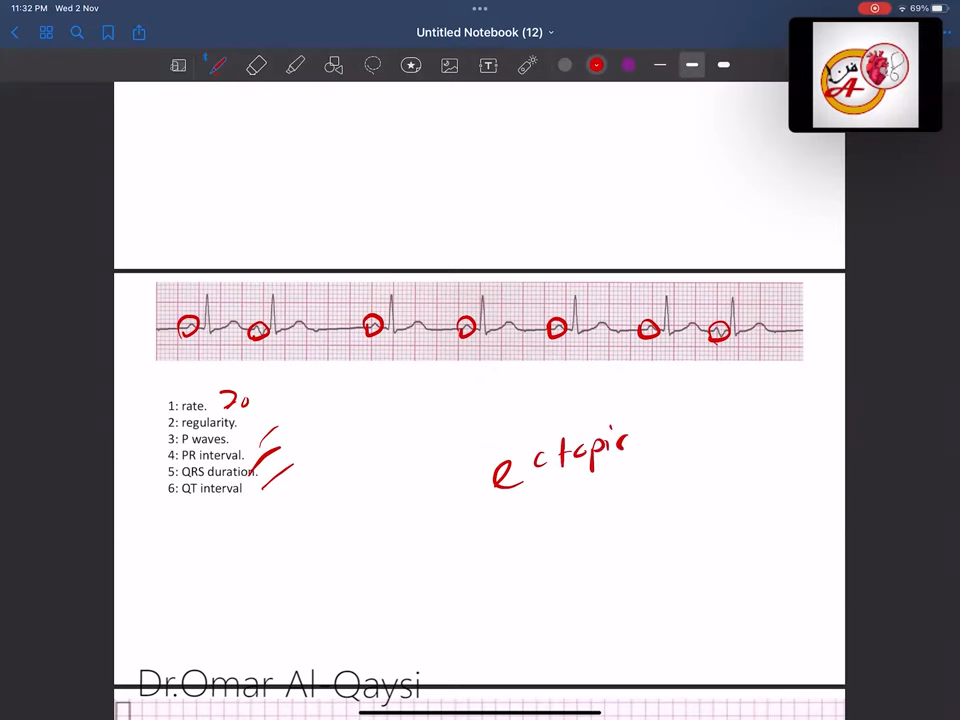 11:32 PM Wed 2 Nov
69%
Untitled Notebook (12)
فن
A
1: rate. 70
2: regularity.
3: P waves.
4: PR interval.
5: QRS duration.
6: QT interval
ectopic
Dr.Omar Al-Qaysi